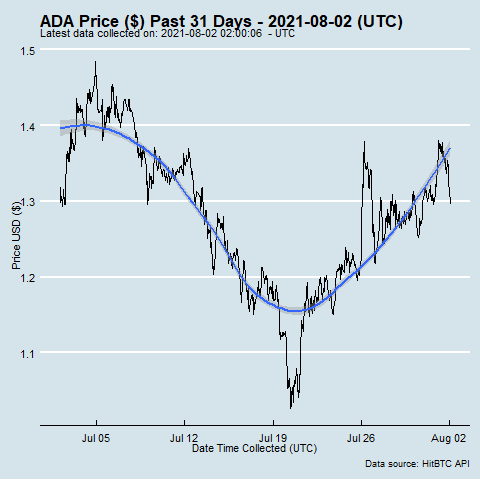 ADA Price ($) Past 31 Days - 2021-08-02 (UTC)
Latest data collected on: 2021-08-02 02:00:06 - UTC
1.5
1.4
1.3
1.2
1.1
Price USD ($)
Jul 05 Jul 12 Jul 19 Jul 26 Aug 02
Date Time Collected (UTC)
Data source: HitBTC API